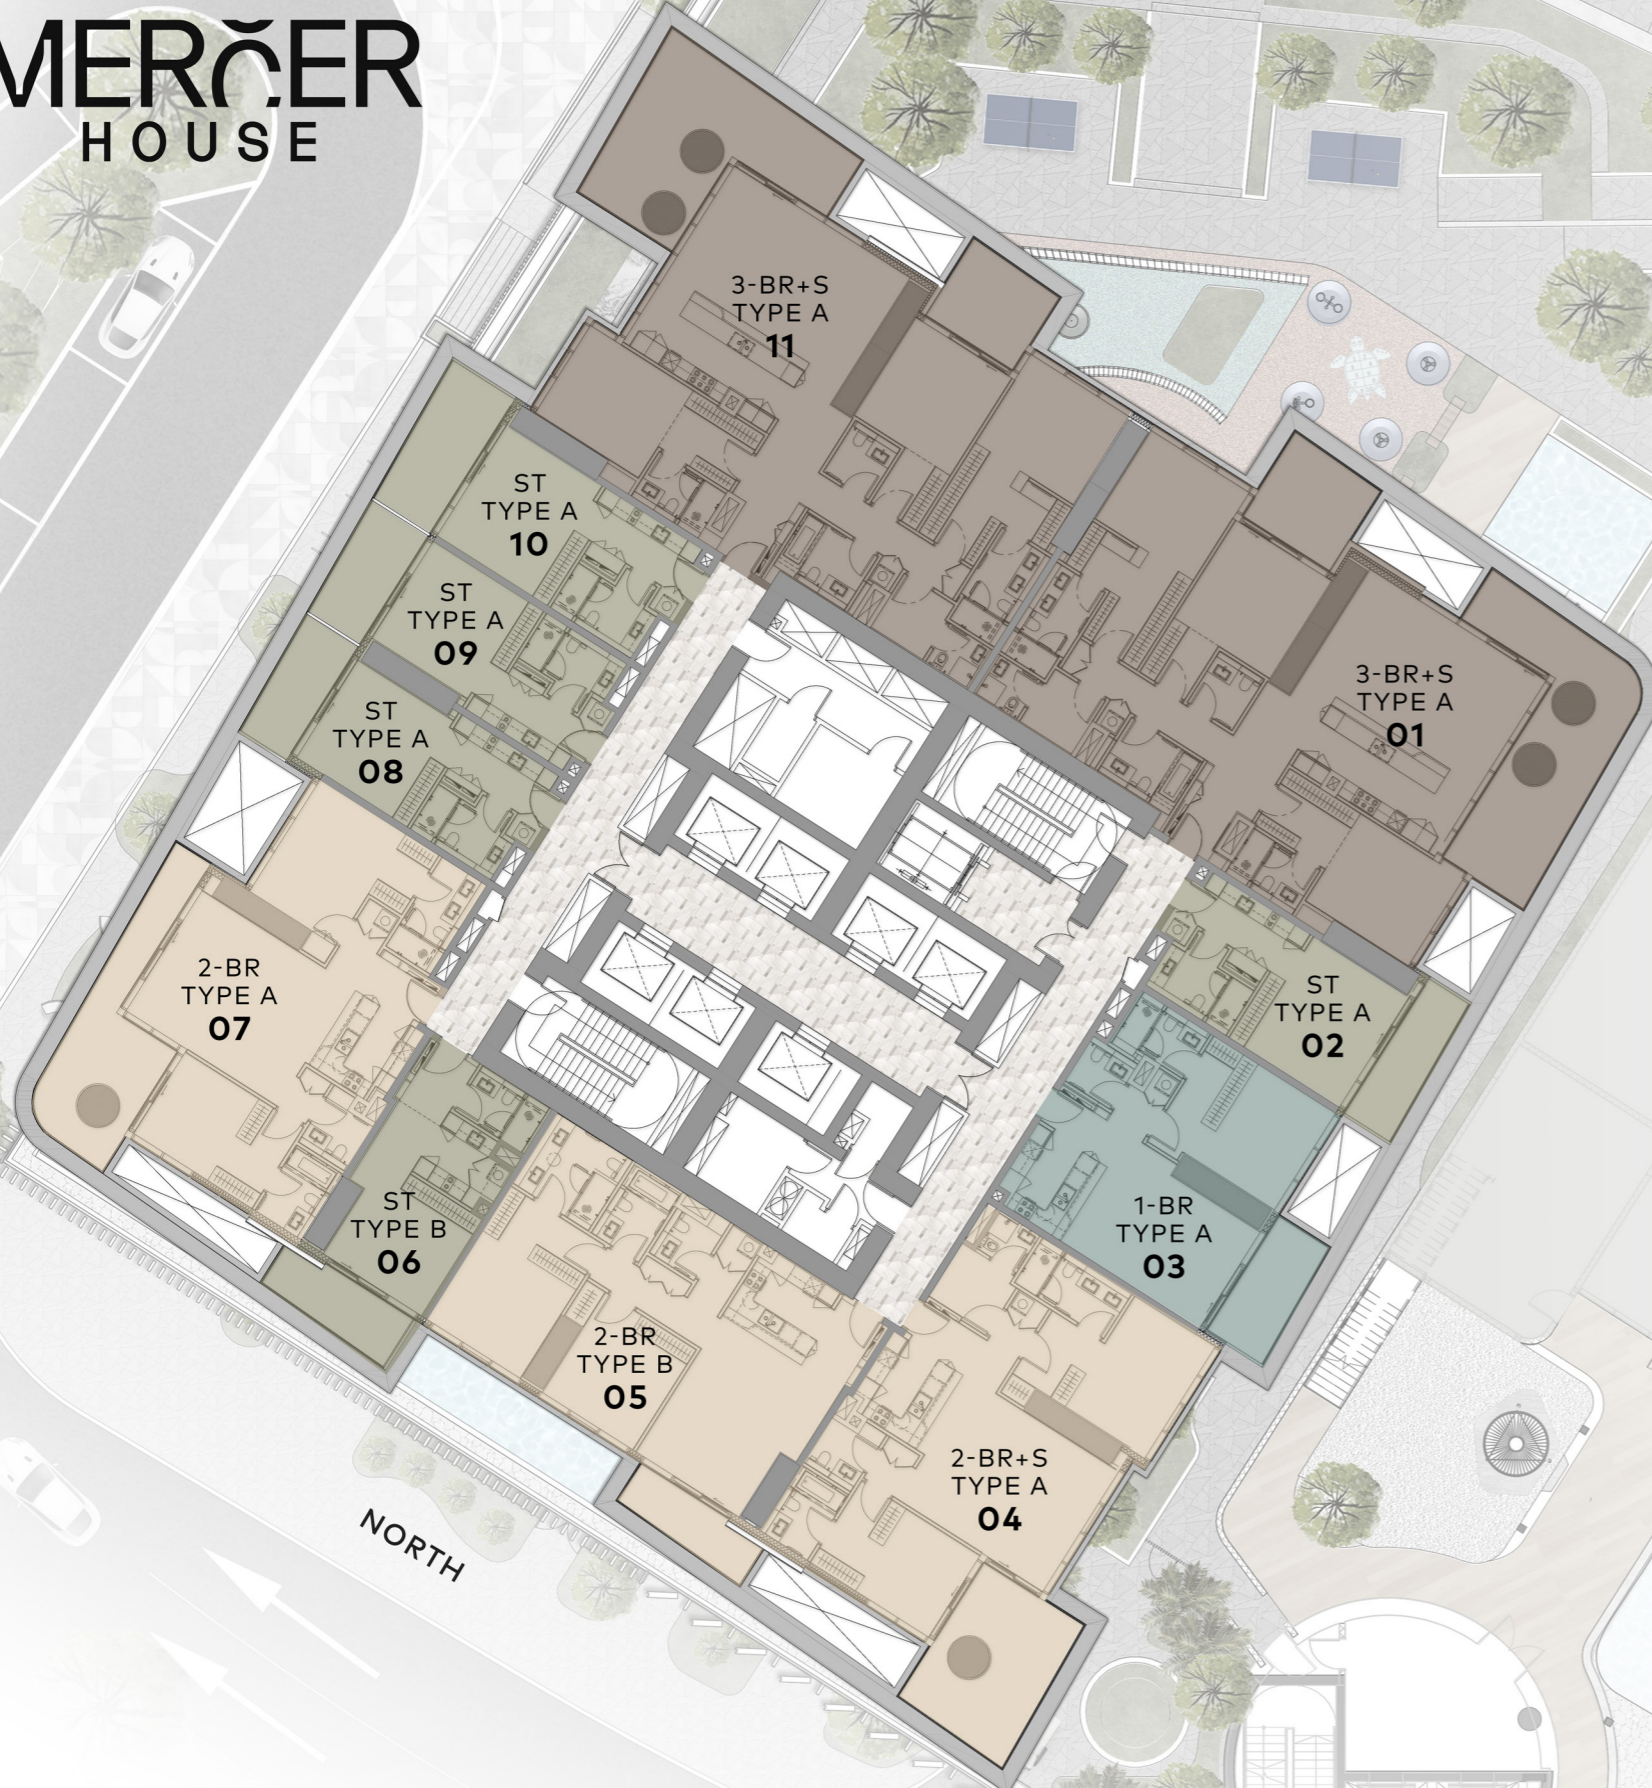 MERCER
HOUSE
3-BR+S
TYPE A
11
ST
TYPE A
10
ST
TYPE A
09
ST
TYPE A
08
3-BR+S
TYPE A
01
2-BR
TYPE A
07
ST
TYPE A
02
ST
TYPE B
06
1-BR
TYPE A
03
2-BR
TYPE B
05
2-BR+S
TYPE A
04
NORTH